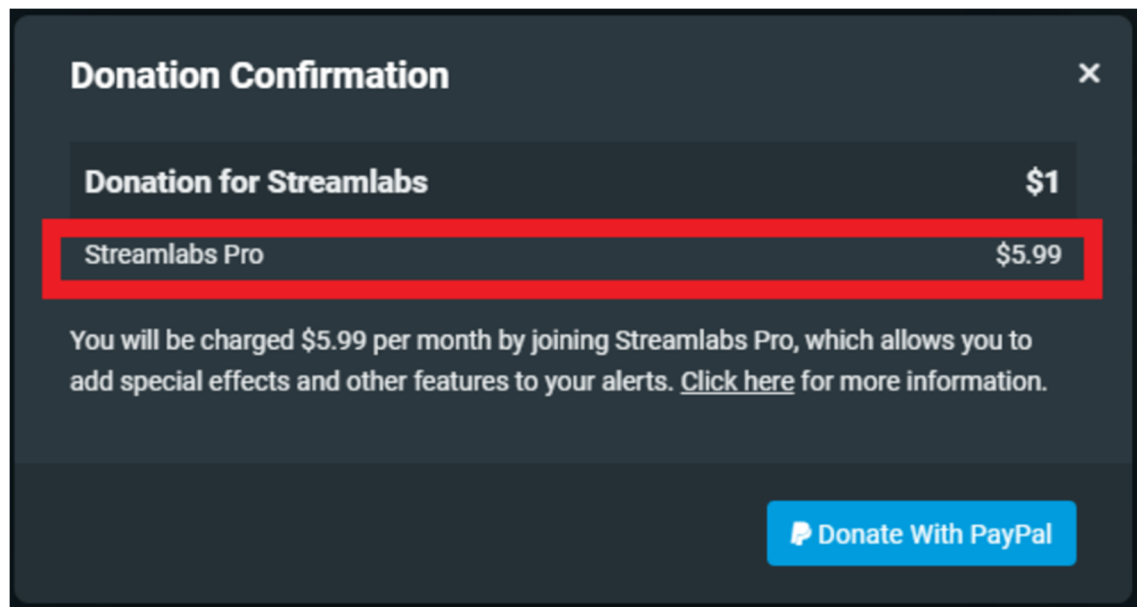 Donation Confirmation ×
Donation for Streamlabs $1
Streamlabs Pro $5.99
You will be charged $5.99 per month by joining Streamlabs Pro, which allows you to
add special effects and other features to your alerts. Click here for more information.
Donate With PayPal